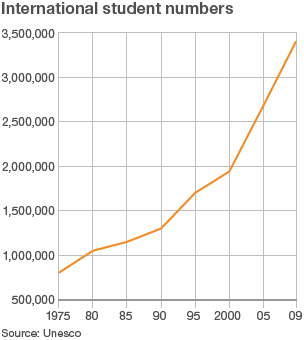 International student numbers
3,500,000
3,000,000
2,500,000
2,000,000
1,500,000
1,000,000
500,000
1975 80 85 90 95 2000 05 09
Source: Unesco